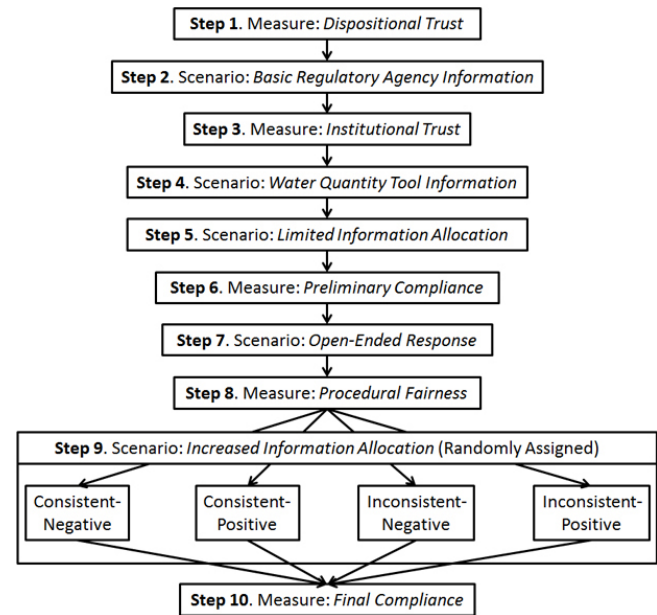 Step 1. Measure: Dispositional Trust
Step 2. Scenario: Basic Regulatory Agency Information
Step 3. Measure: Institutional Trust
Step 4. Scenario: Water Quantity Tool Information
Step 5. Scenario: Limited Information Allocation
Step 6. Measure: Preliminary Compliance
Step 7. Scenario: Open-Ended Response
Step 8. Measure: Procedural Fairness
Step 9. Scenario: Increased Information Allocation (Randomly Assigned)
Consistent-
Negative
Consistent-
Positive
Inconsistent-
Negative
Inconsistent-
Positive
Step 10. Measure: Final Compliance